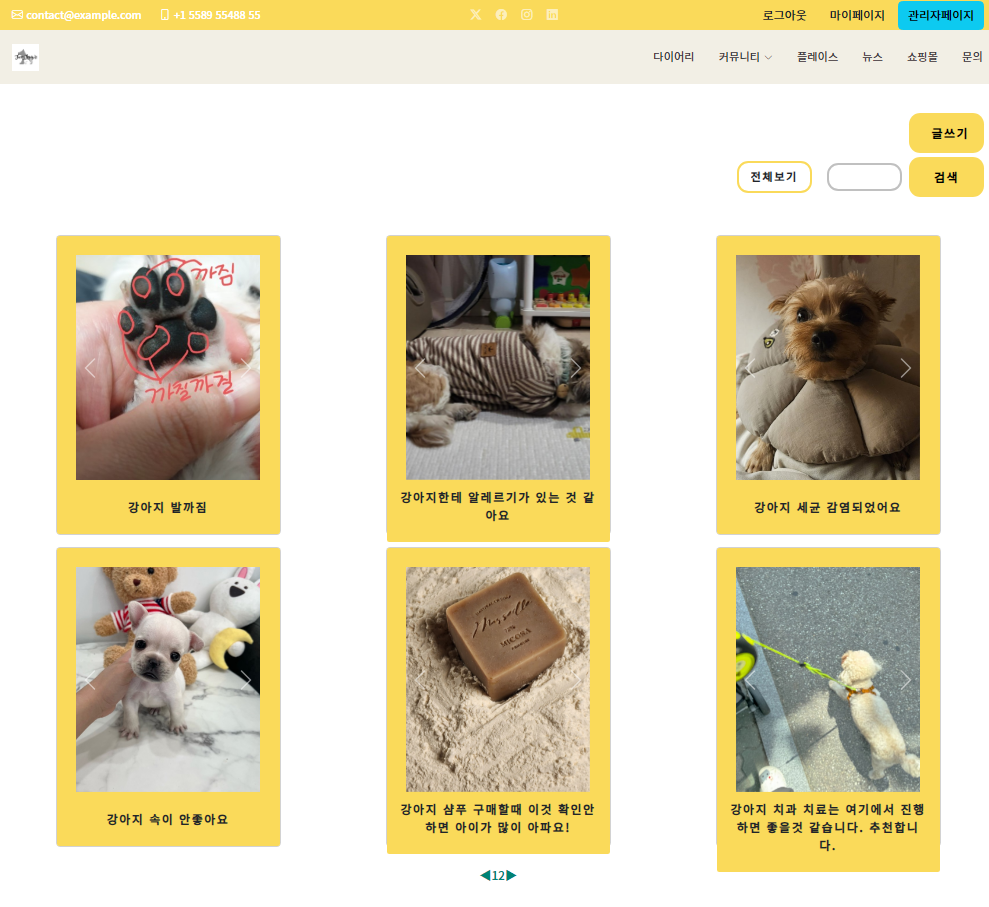 contact@example.com +1 5589 55488 55 로그아웃 마이페이지 관리자페이지
다이어리 커뮤니티 플레이스 뉴스 쇼핑몰 문의
글쓰기
전체보기 검색
까짐
까칠까칠
강아지 발까짐
강아지한테 알레르기가 있는 것 같
아요
강아지 세균 감염되었어요
Marseille
MICOSA
강아지 속이 안좋아요
강아지 샴푸 구매할때 이것 확인안
하면 아이가 많이 아파요!
강아지 치과 치료는 여기에서 진행
하면 좋을것 같습니다. 추천합니
다.
◀12▶